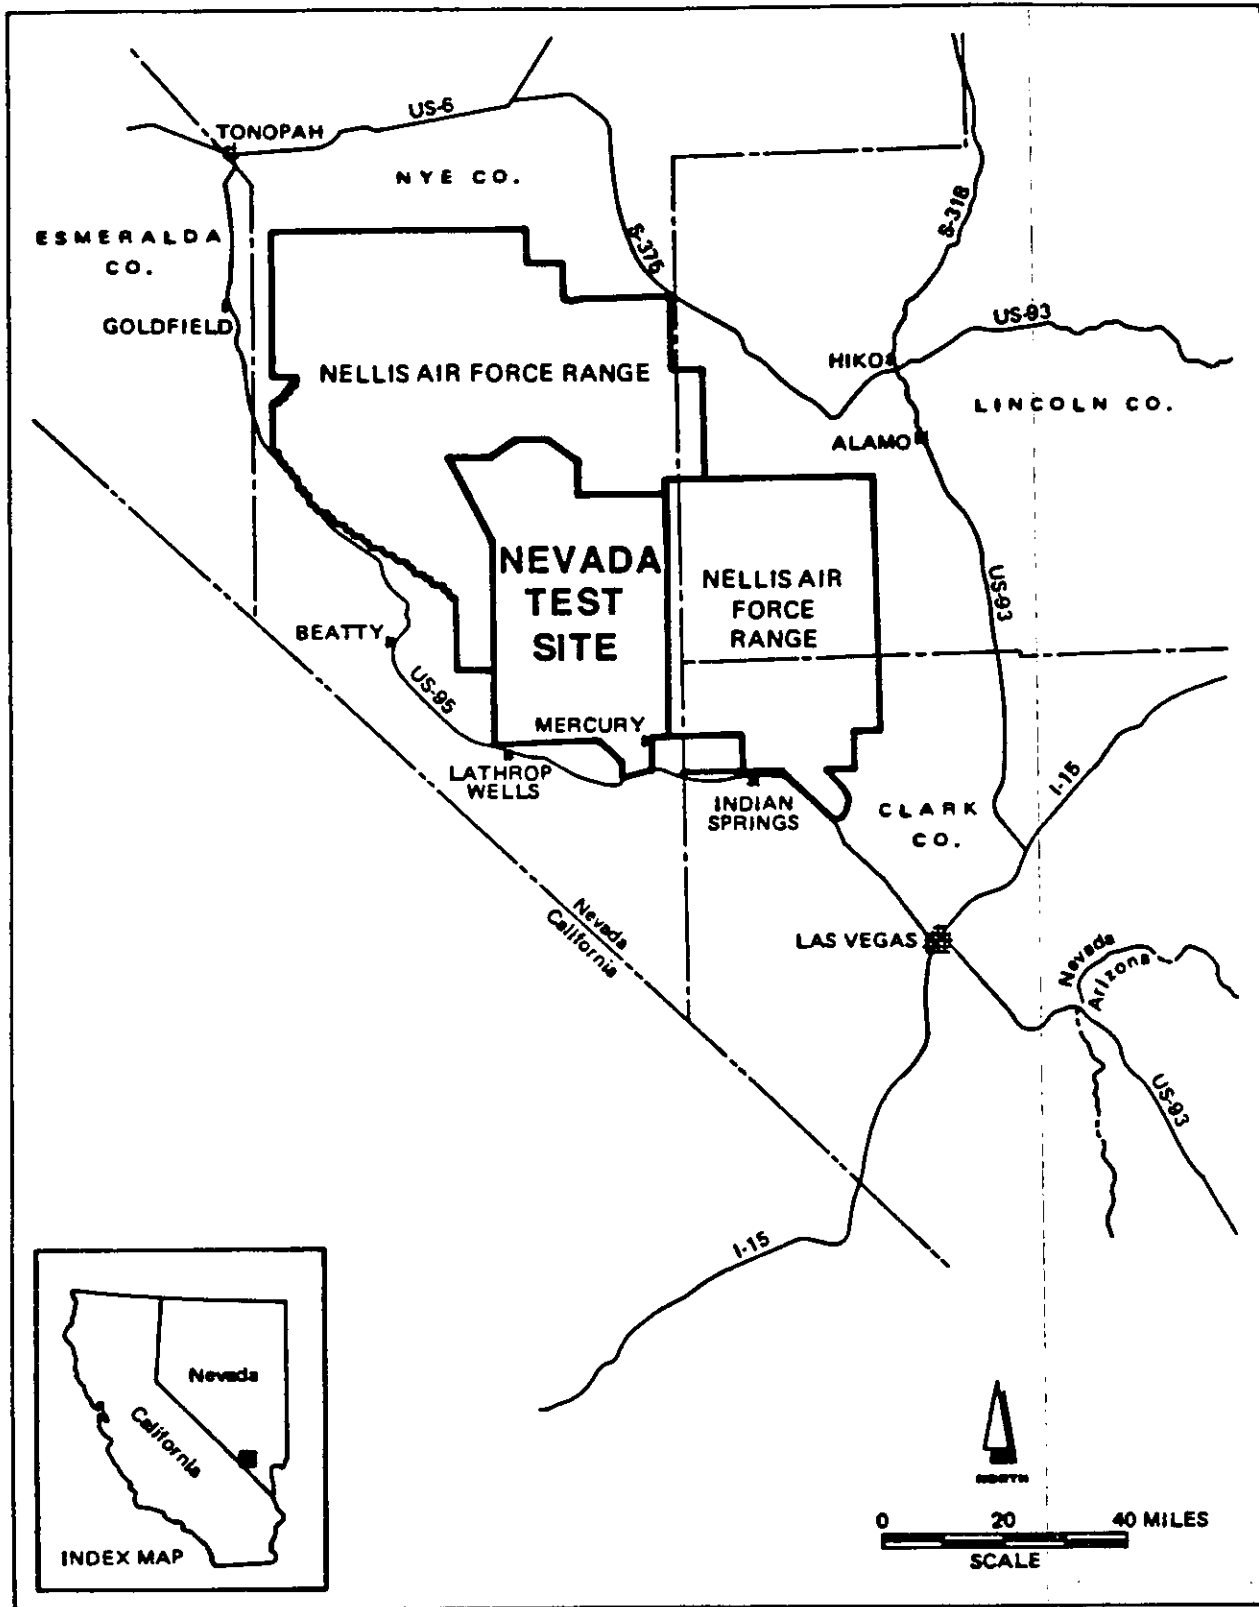 US-6
TONOPAH
NYE CO.
ESMERALDA
CO.
S-375
S-318
GOLDFIELD
US-93
HIKO
NELLIS AIR FORCE RANGE
LINCOLN CO.
ALAMO
NEVADA
TEST
SITE
NELLIS AIR
FORCE
RANGE
US-93
BEATTY
US-95
MERCURY
LATHROP
WELLS
INDIAN
SPRINGS
CLARK
CO.
I-15
Nevada
California
LAS VEGAS
Nevada
Arizona
US-93
I-15
Nevada
California
INDEX MAP
NORTH
0 20 40 MILES
SCALE